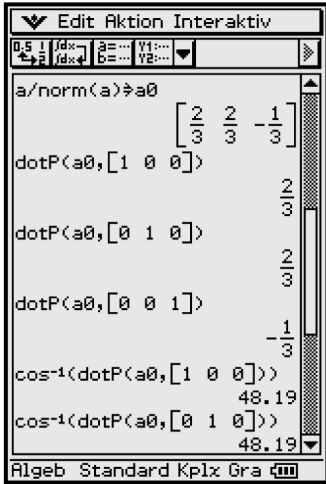 Edit Aktion Interaktiv
a/norm(a)⇒a0
[2/3 2/3 -1/3]
dotP(a0,[1 0 0])
2/3
dotP(a0,[0 1 0])
2/3
dotP(a0,[0 0 1])
-1/3
cos⁻¹(dotP(a0,[1 0 0]))
48.19
cos⁻¹(dotP(a0,[0 1 0]))
48.19
Algeb Standard Kplx Gra